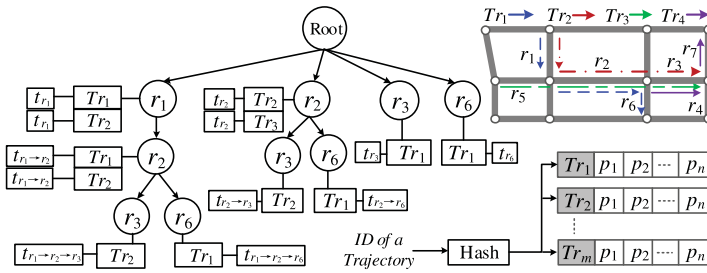 Root
Tr1 Tr2 Tr3 Tr4
r1 r2 r3 r7
r5 r6 r4
tr1 Tr1 r1
tr1 Tr2
tr2 Tr2 r2
tr2 Tr3
r3 r6
tr3 Tr1
Tr1 tr6
tr1→r2 Tr1 r2
tr1→r2 Tr2
r3 r6
tr2→r3 Tr2
Tr1 tr2→r6
r3 r6
tr1→r2→r3 Tr2
Tr1 tr1→r2→r6
ID of a
Trajectory
Hash
Tr1 p1 p2 ---- pn
Tr2 p1 p2 ---- pn
Trm p1 p2 ---- pn